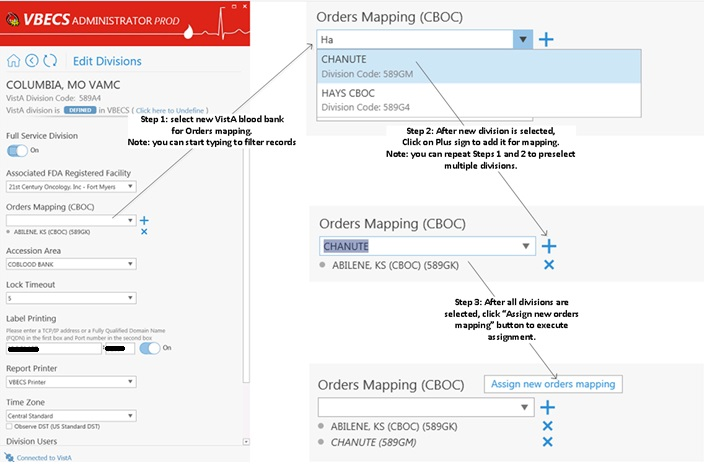 VBECS ADMINISTRATOR PROD
Edit Divisions
COLUMBIA, MO VAMC
VistA Division Code: 589A4
VistA division is DEFINED in VBECS ( Click here to Undefine )
Step 1: select new VistA blood bank
for Orders mapping.
Note: you can start typing to filter records
Full Service Division
On
Associated FDA Registered Facility
21st Century Oncology, Inc - Fort Myers
Orders Mapping (CBOC)
ABILENE, KS (CBOC) (589GK)
Accession Area
COBLOOD BANK
Lock Timeout
5
Label Printing
Please enter a TCP/IP address or a Fully Qualified Domain Name
(FQDN) in the first box and Port number in the second box
:
On
Report Printer
VBECS Printer
Time Zone
Central Standard
Observe DST (US Standard DST)
Division Users
Connected to VistA
Orders Mapping (CBOC)
Ha
CHANUTE
Division Code: 589GM
HAYS CBOC
Division Code: 589G4
Step 2: After new division is selected,
Click on Plus sign to add it for mapping.
Note: you can repeat Steps 1 and 2 to preselect
multiple divisions.
Orders Mapping (CBOC)
CHANUTE
ABILENE, KS (CBOC) (589GK)
Step 3: After all divisions are
selected, click "Assign new orders
mapping" button to execute
assignment.
Orders Mapping (CBOC)
Assign new orders mapping
ABILENE, KS (CBOC) (589GK)
CHANUTE (589GM)